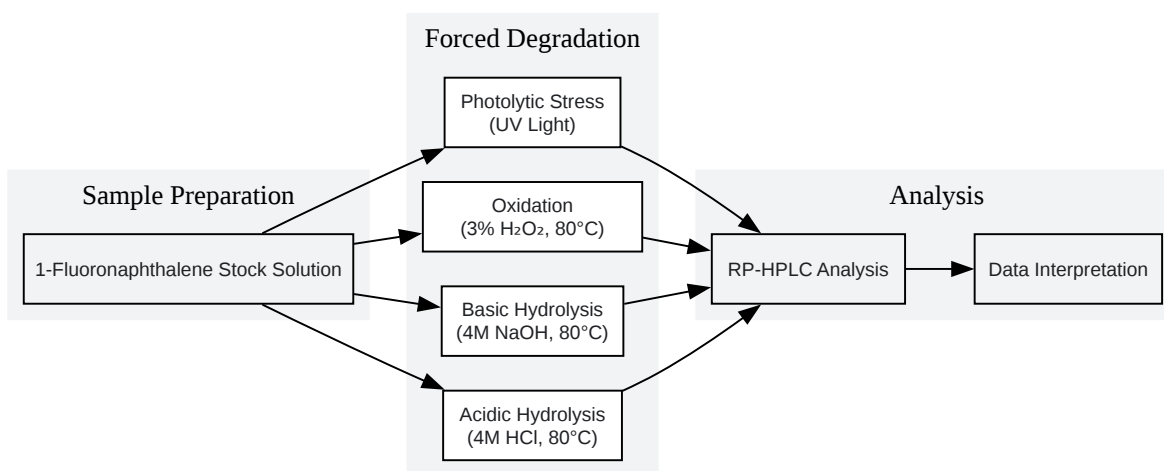 Sample Preparation
1-Fluoronaphthalene Stock Solution
Forced Degradation
Photolytic Stress
(UV Light)
Oxidation
(3% H₂O₂, 80°C)
Basic Hydrolysis
(4M NaOH, 80°C)
Acidic Hydrolysis
(4M HCl, 80°C)
Analysis
RP-HPLC Analysis
Data Interpretation